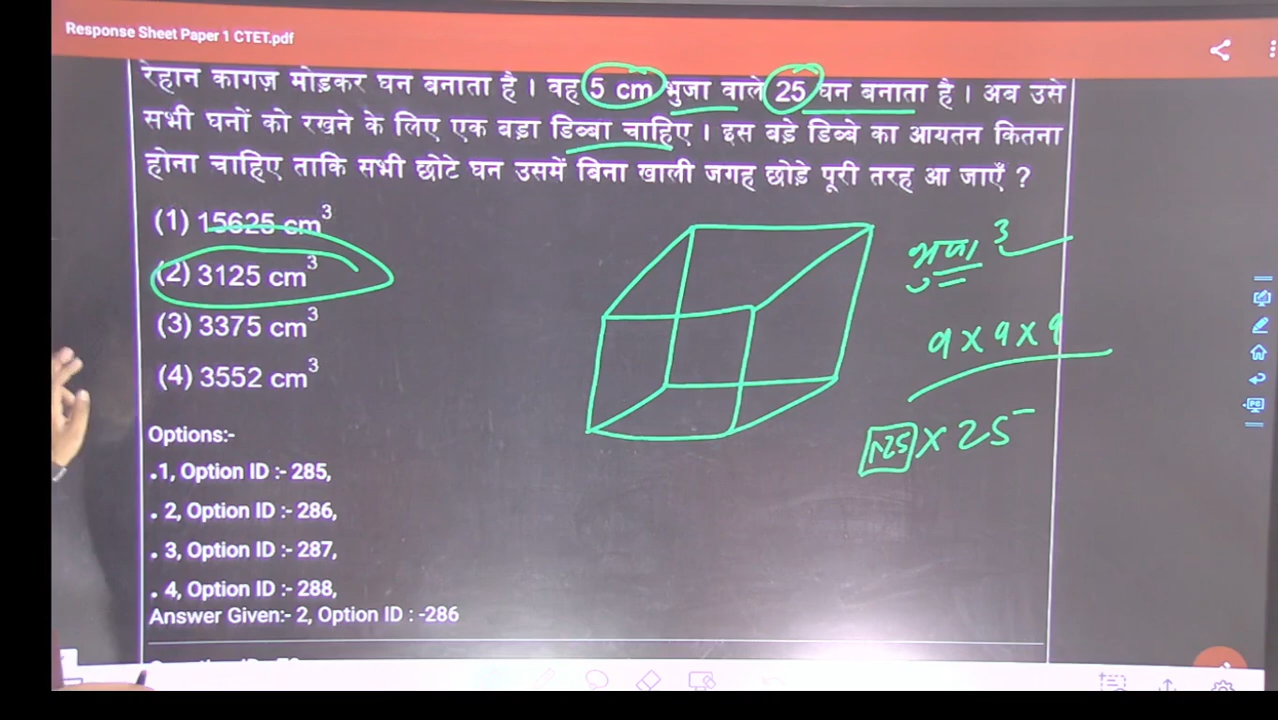 Response Sheet Paper 1 CTET.pdf
रेहान कागज़ मोड़कर घन बनाता है । वह 5 cm भुजा वाले 25 घन बनाता है । अब उसे
सभी घनों को रखने के लिए एक बड़ा डिब्बा चाहिए । इस बड़े डिब्बे का आयतन कितना
होना चाहिए ताकि सभी छोटे घन उसमें बिना खाली जगह छोड़े पूरी तरह आ जाएँ ?
(1) 15625 cm³
(2) 3125 cm³
(3) 3375 cm³
(4) 3552 cm³
भुजा ³
125 × 25
Options:-
.1, Option ID :- 285,
. 2, Option ID :- 286,
. 3, Option ID :- 287,
. 4, Option ID :- 288,
Answer Given:- 2, Option ID : -286